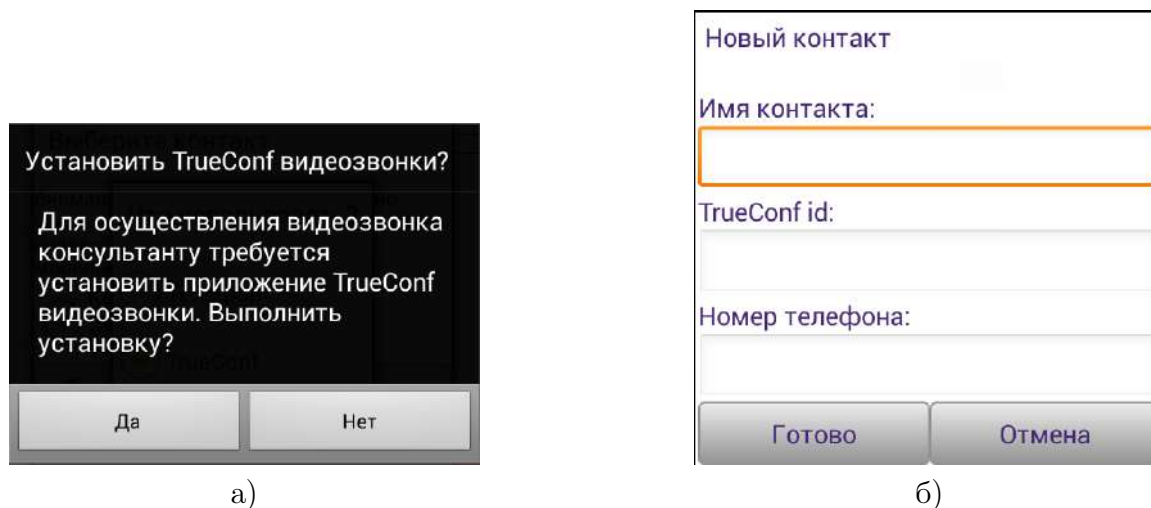 Установить TrueConf видеозвонки?
Для осуществления видеозвонка
консультанту требуется
установить приложение TrueConf
видеозвонки. Выполнить
установку?
Да
Нет
а)
Новый контакт
Имя контакта:
TrueConf id:
Номер телефона:
Готово
Отмена
б)